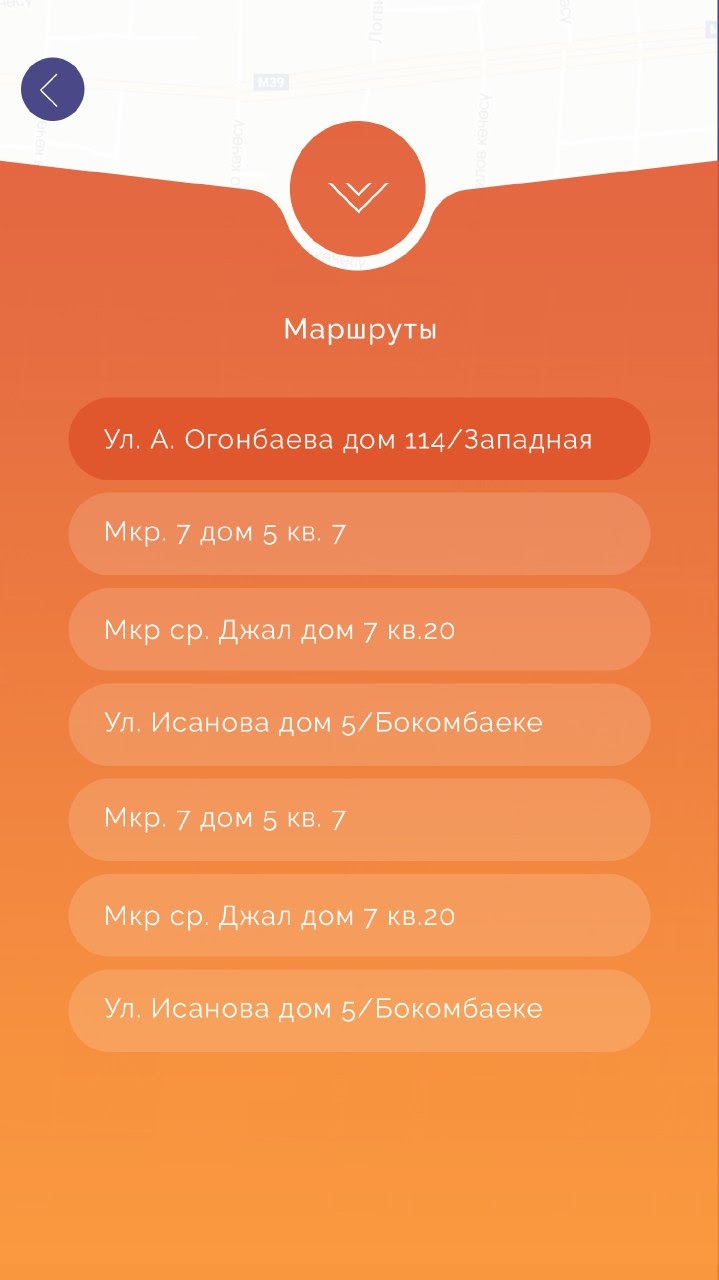 М39
Маршруты
Ул. А. Огонбаева дом 114/Западная
Мкр. 7 дом 5 кв. 7
Мкр ср. Джал дом 7 кв.20
Ул. Исанова дом 5/Бокомбаеке
Мкр. 7 дом 5 кв. 7
Мкр ср. Джал дом 7 кв.20
Ул. Исанова дом 5/Бокомбаеке